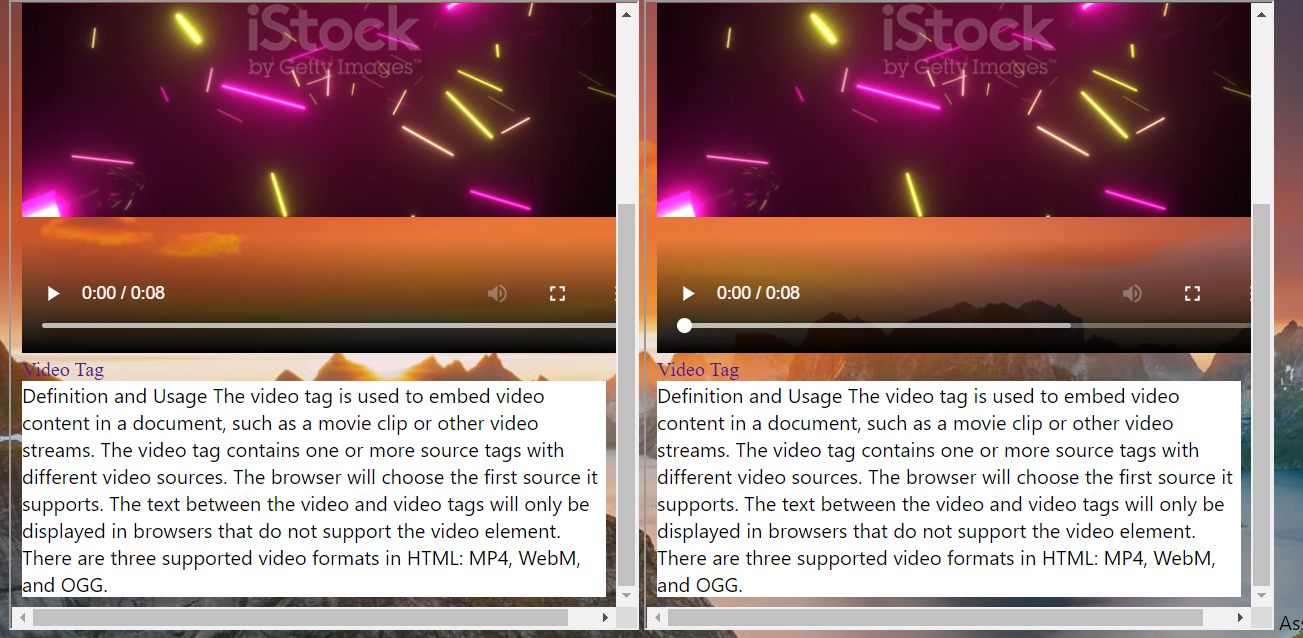 iStock
by Getty Images™
0:00 / 0:08
Video Tag
Definition and Usage The video tag is used to embed video
content in a document, such as a movie clip or other video
streams. The video tag contains one or more source tags with
different video sources. The browser will choose the first source it
supports. The text between the video and video tags will only be
displayed in browsers that do not support the video element.
There are three supported video formats in HTML: MP4, WebM,
and OGG.
iStock
by Getty Images™
0:00 / 0:08
Video Tag
Definition and Usage The video tag is used to embed video
content in a document, such as a movie clip or other video
streams. The video tag contains one or more source tags with
different video sources. The browser will choose the first source it
supports. The text between the video and video tags will only be
displayed in browsers that do not support the video element.
There are three supported video formats in HTML: MP4, WebM,
and OGG.